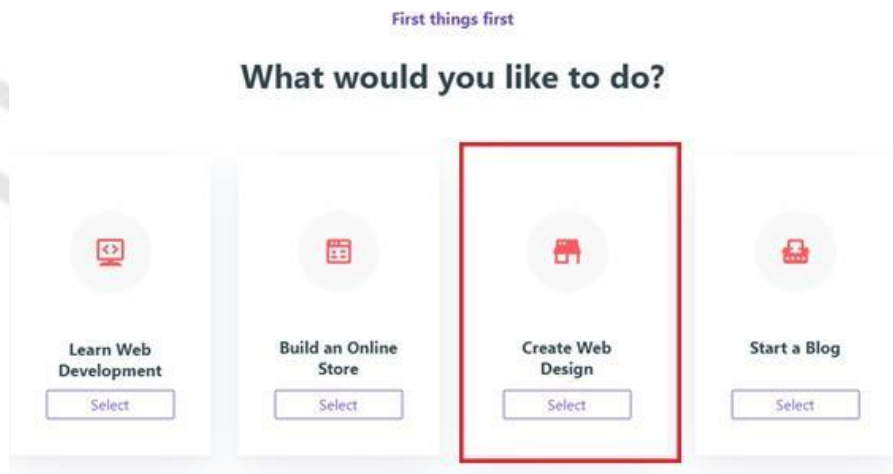 First things first
What would you like to do?
Learn Web
Development
Select
Build an Online
Store
Select
Create Web
Design
Select
Start a Blog
Select